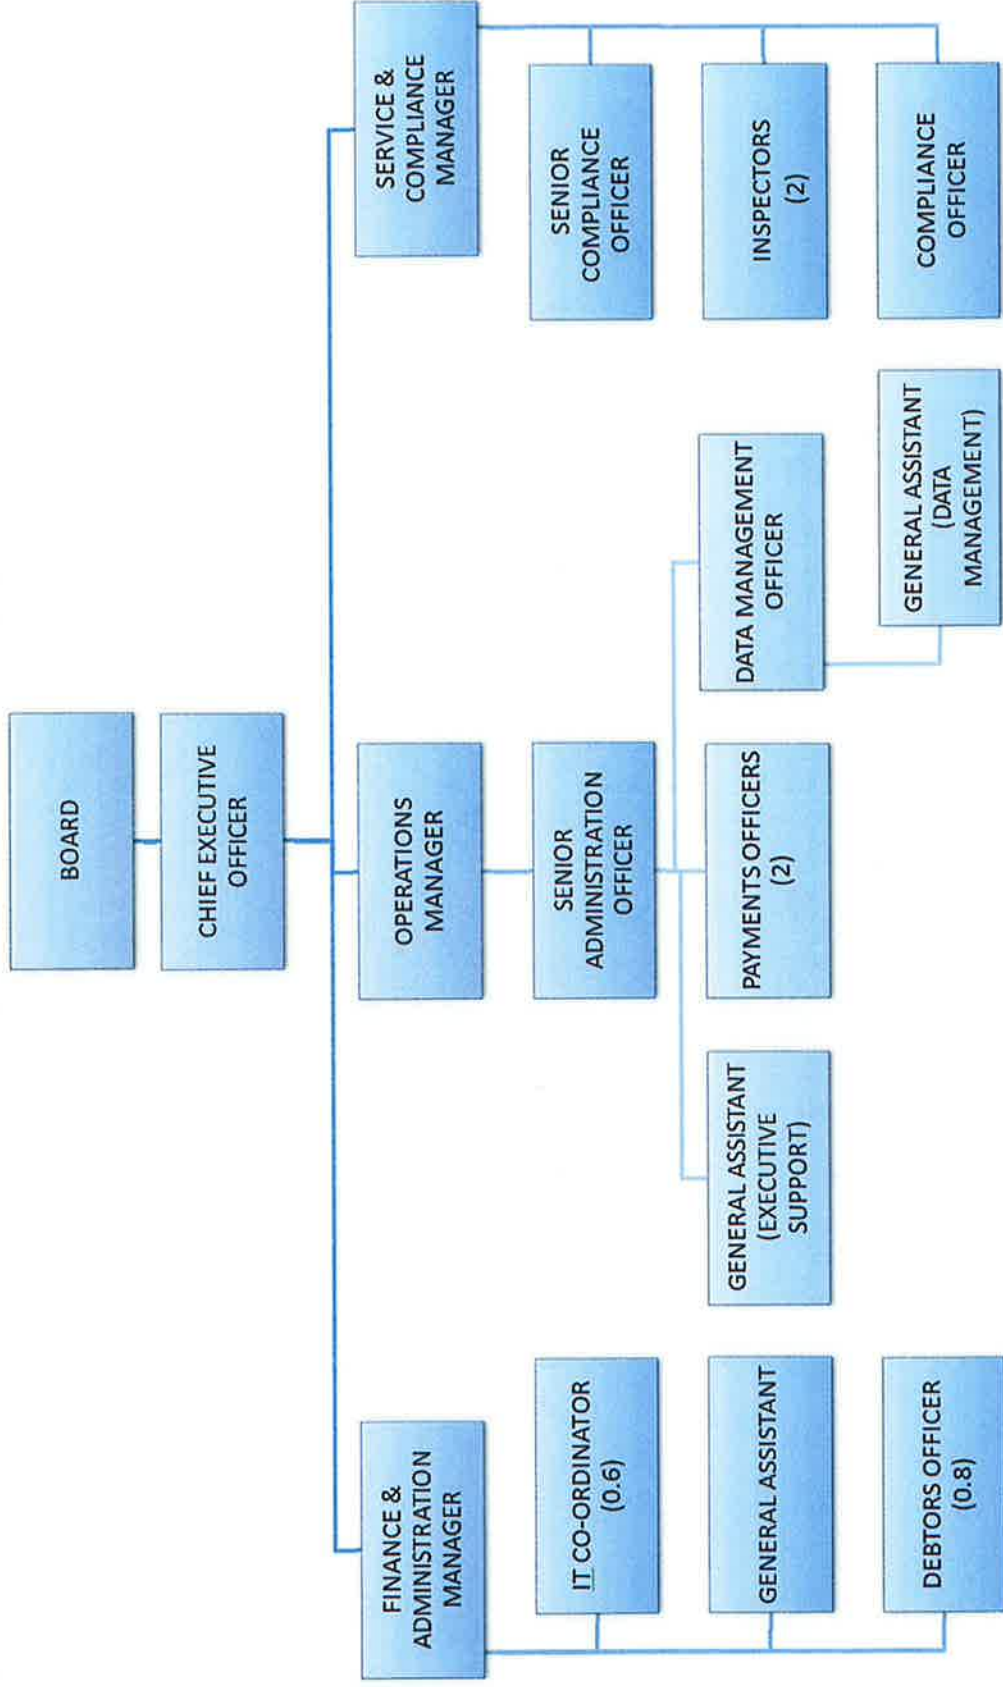 BOARD
CHIEF EXECUTIVE
OFFICER
FINANCE &
ADMINISTRATION
MANAGER
OPERATIONS
MANAGER
SERVICE &
COMPLIANCE
MANAGER
IT CO-ORDINATOR
(0.6)
SENIOR
ADMINISTRATION
OFFICER
SENIOR
COMPLIANCE
OFFICER
GENERAL ASSISTANT
GENERAL ASSISTANT
(EXECUTIVE
SUPPORT)
PAYMENTS OFFICERS
(2)
DATA MANAGEMENT
OFFICER
INSPECTORS
(2)
DEBTORS OFFICER
(0.8)
GENERAL ASSISTANT
(DATA
MANAGEMENT)
COMPLIANCE
OFFICER